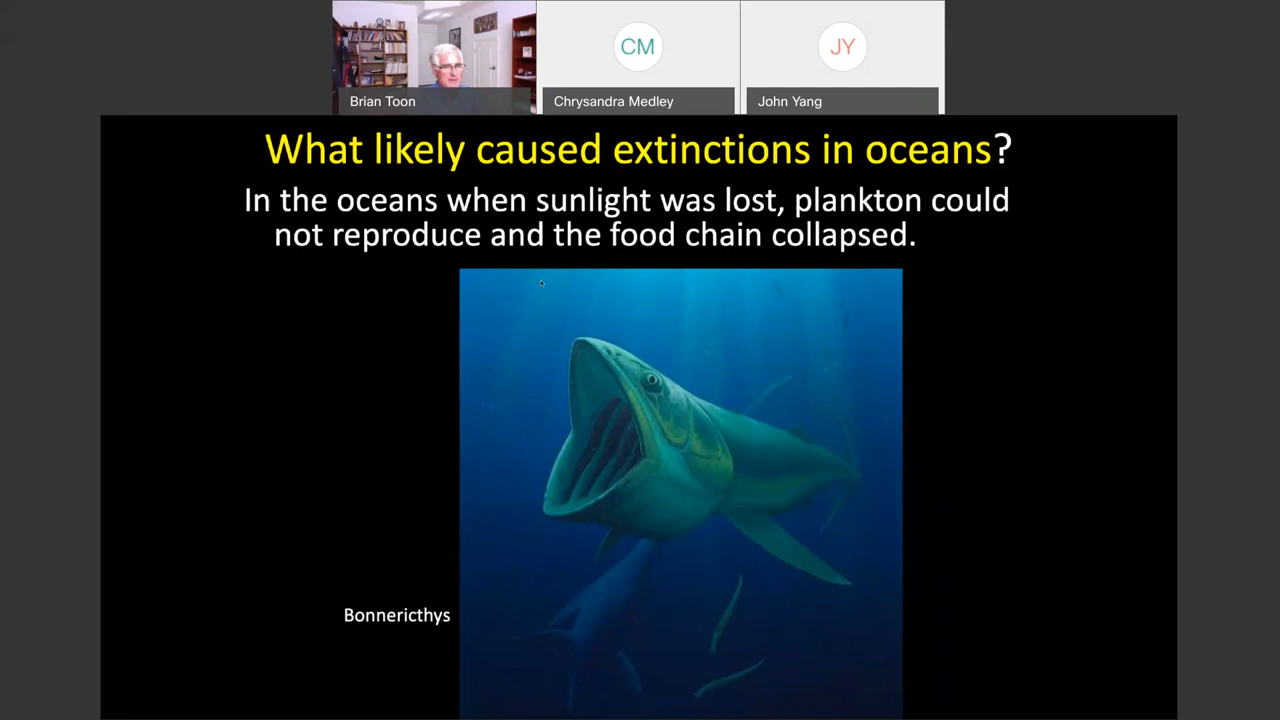 CM
JY
Brian Toon
Chrysandra Medley
John Yang
What likely caused extinctions in oceans?
In the oceans when sunlight was lost, plankton could
not reproduce and the food chain collapsed.
Bonnericthys